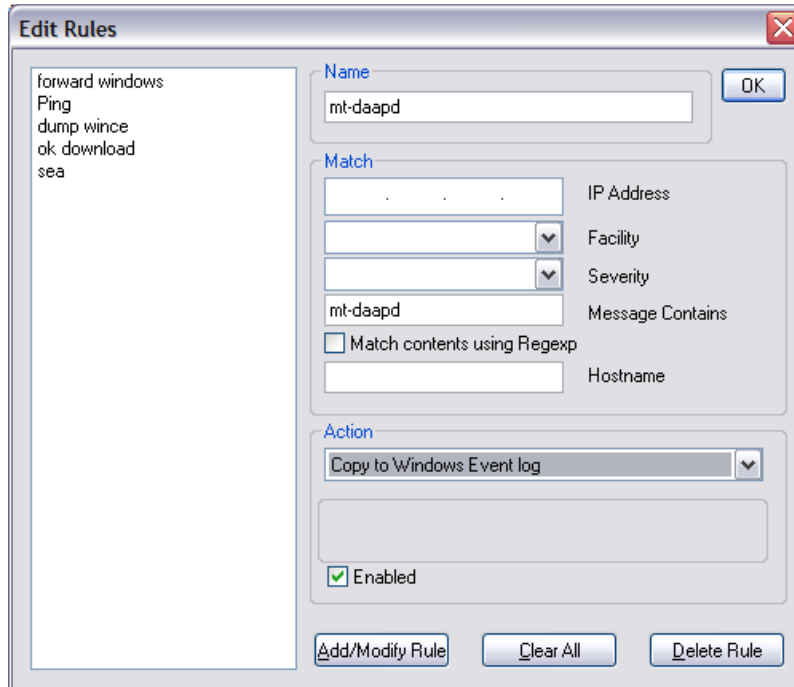 Edit Rules
forward windows
Ping
dump wince
ok download
sea
Name
mt-daapd
OK
Match
. . .
IP Address
Facility
Severity
mt-daapd
Message Contains
Match contents using Regexp
Hostname
Action
Copy to Windows Event log
Enabled
Add/Modify Rule
Clear All
Delete Rule